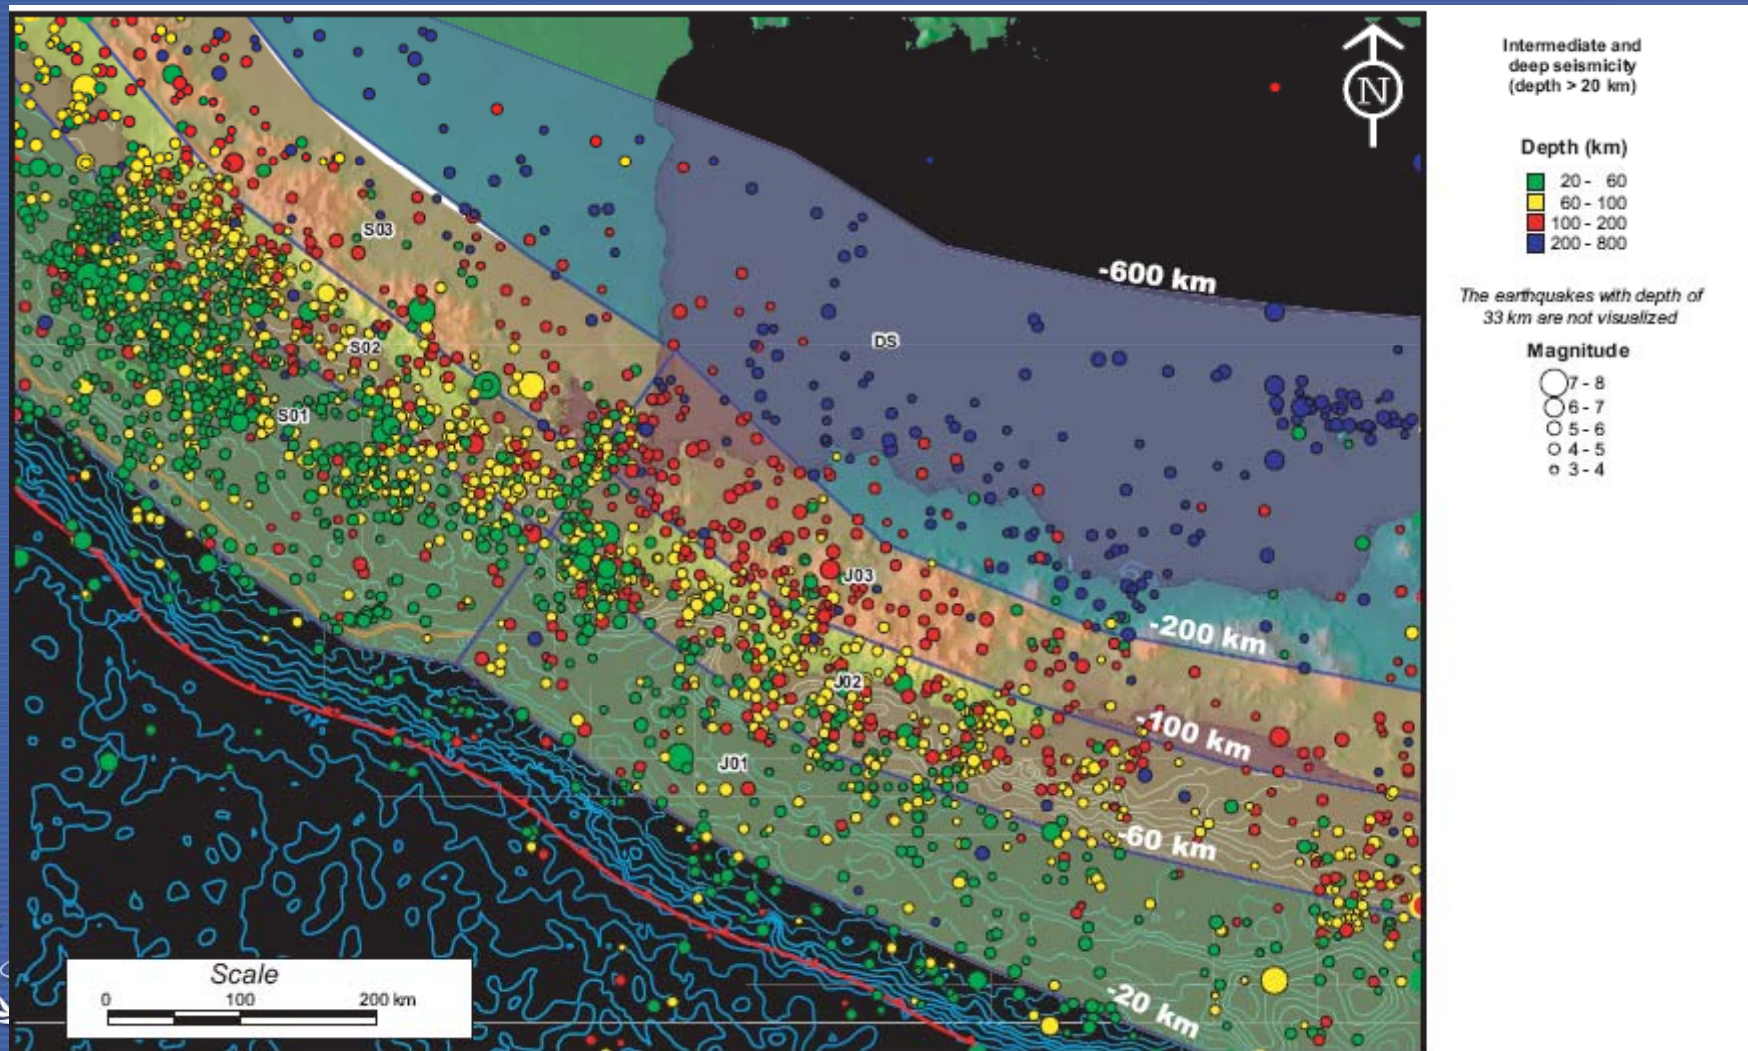 N
S03
-600 km
DS
S02
S01
J03
-200 km
J02
-100 km
J01
-60 km
-20 km
Scale
0 100 200 km
Intermediate and
deep seismicity
(depth > 20 km)
Depth (km)
20 - 60
60 - 100
100 - 200
200 - 800
The earthquakes with depth of
33 km are not visualized
Magnitude
7 - 8
6 - 7
5 - 6
4 - 5
3 - 4